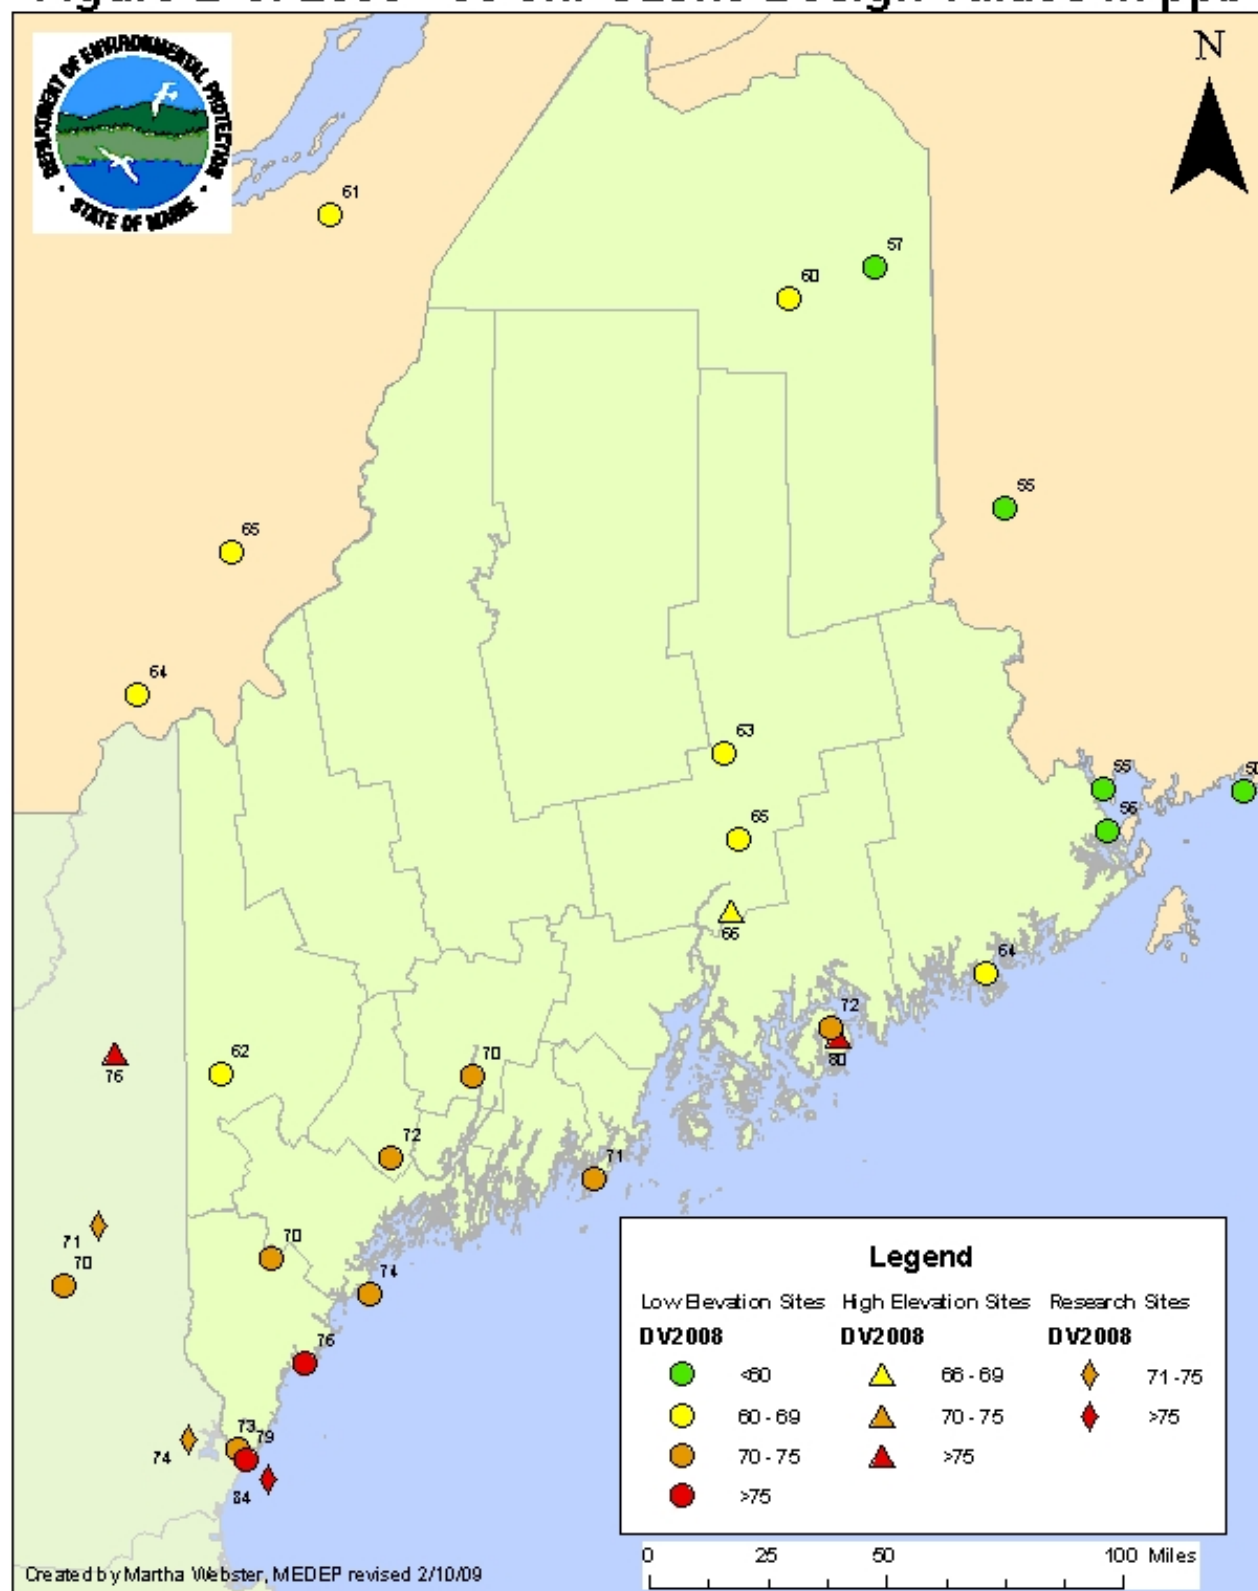 DEPARTMENT OF ENVIRONMENTAL PROTECTION
• STATE OF MAINE •
N
61
57
60
55
65
64
63
55
50
56
65
66
64
72
80
76
62
70
72
71
71
70
70
74
76
73
79
74
84
Legend
Low Elevation Sites High Elevation Sites Research Sites
DV2008 DV2008 DV2008
<60 66 - 69 71 -75
60 - 69 70 - 75 >75
70 - 75 >75
>75
0 25 50 100 Miles
Created by Martha Webster, MEDEP revised 2/10/09